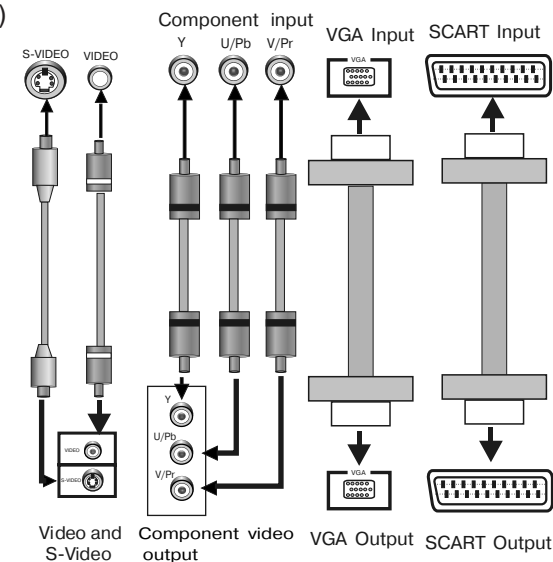 )
Component input
S-VIDEO VIDEO Y U/Pb V/Pr VGA Input SCART Input
VGA
Y
U/Pb
V/Pr
VIDEO
S-VIDEO
VGA
Video and
S-Video
Component video
output
VGA Output
SCART Output